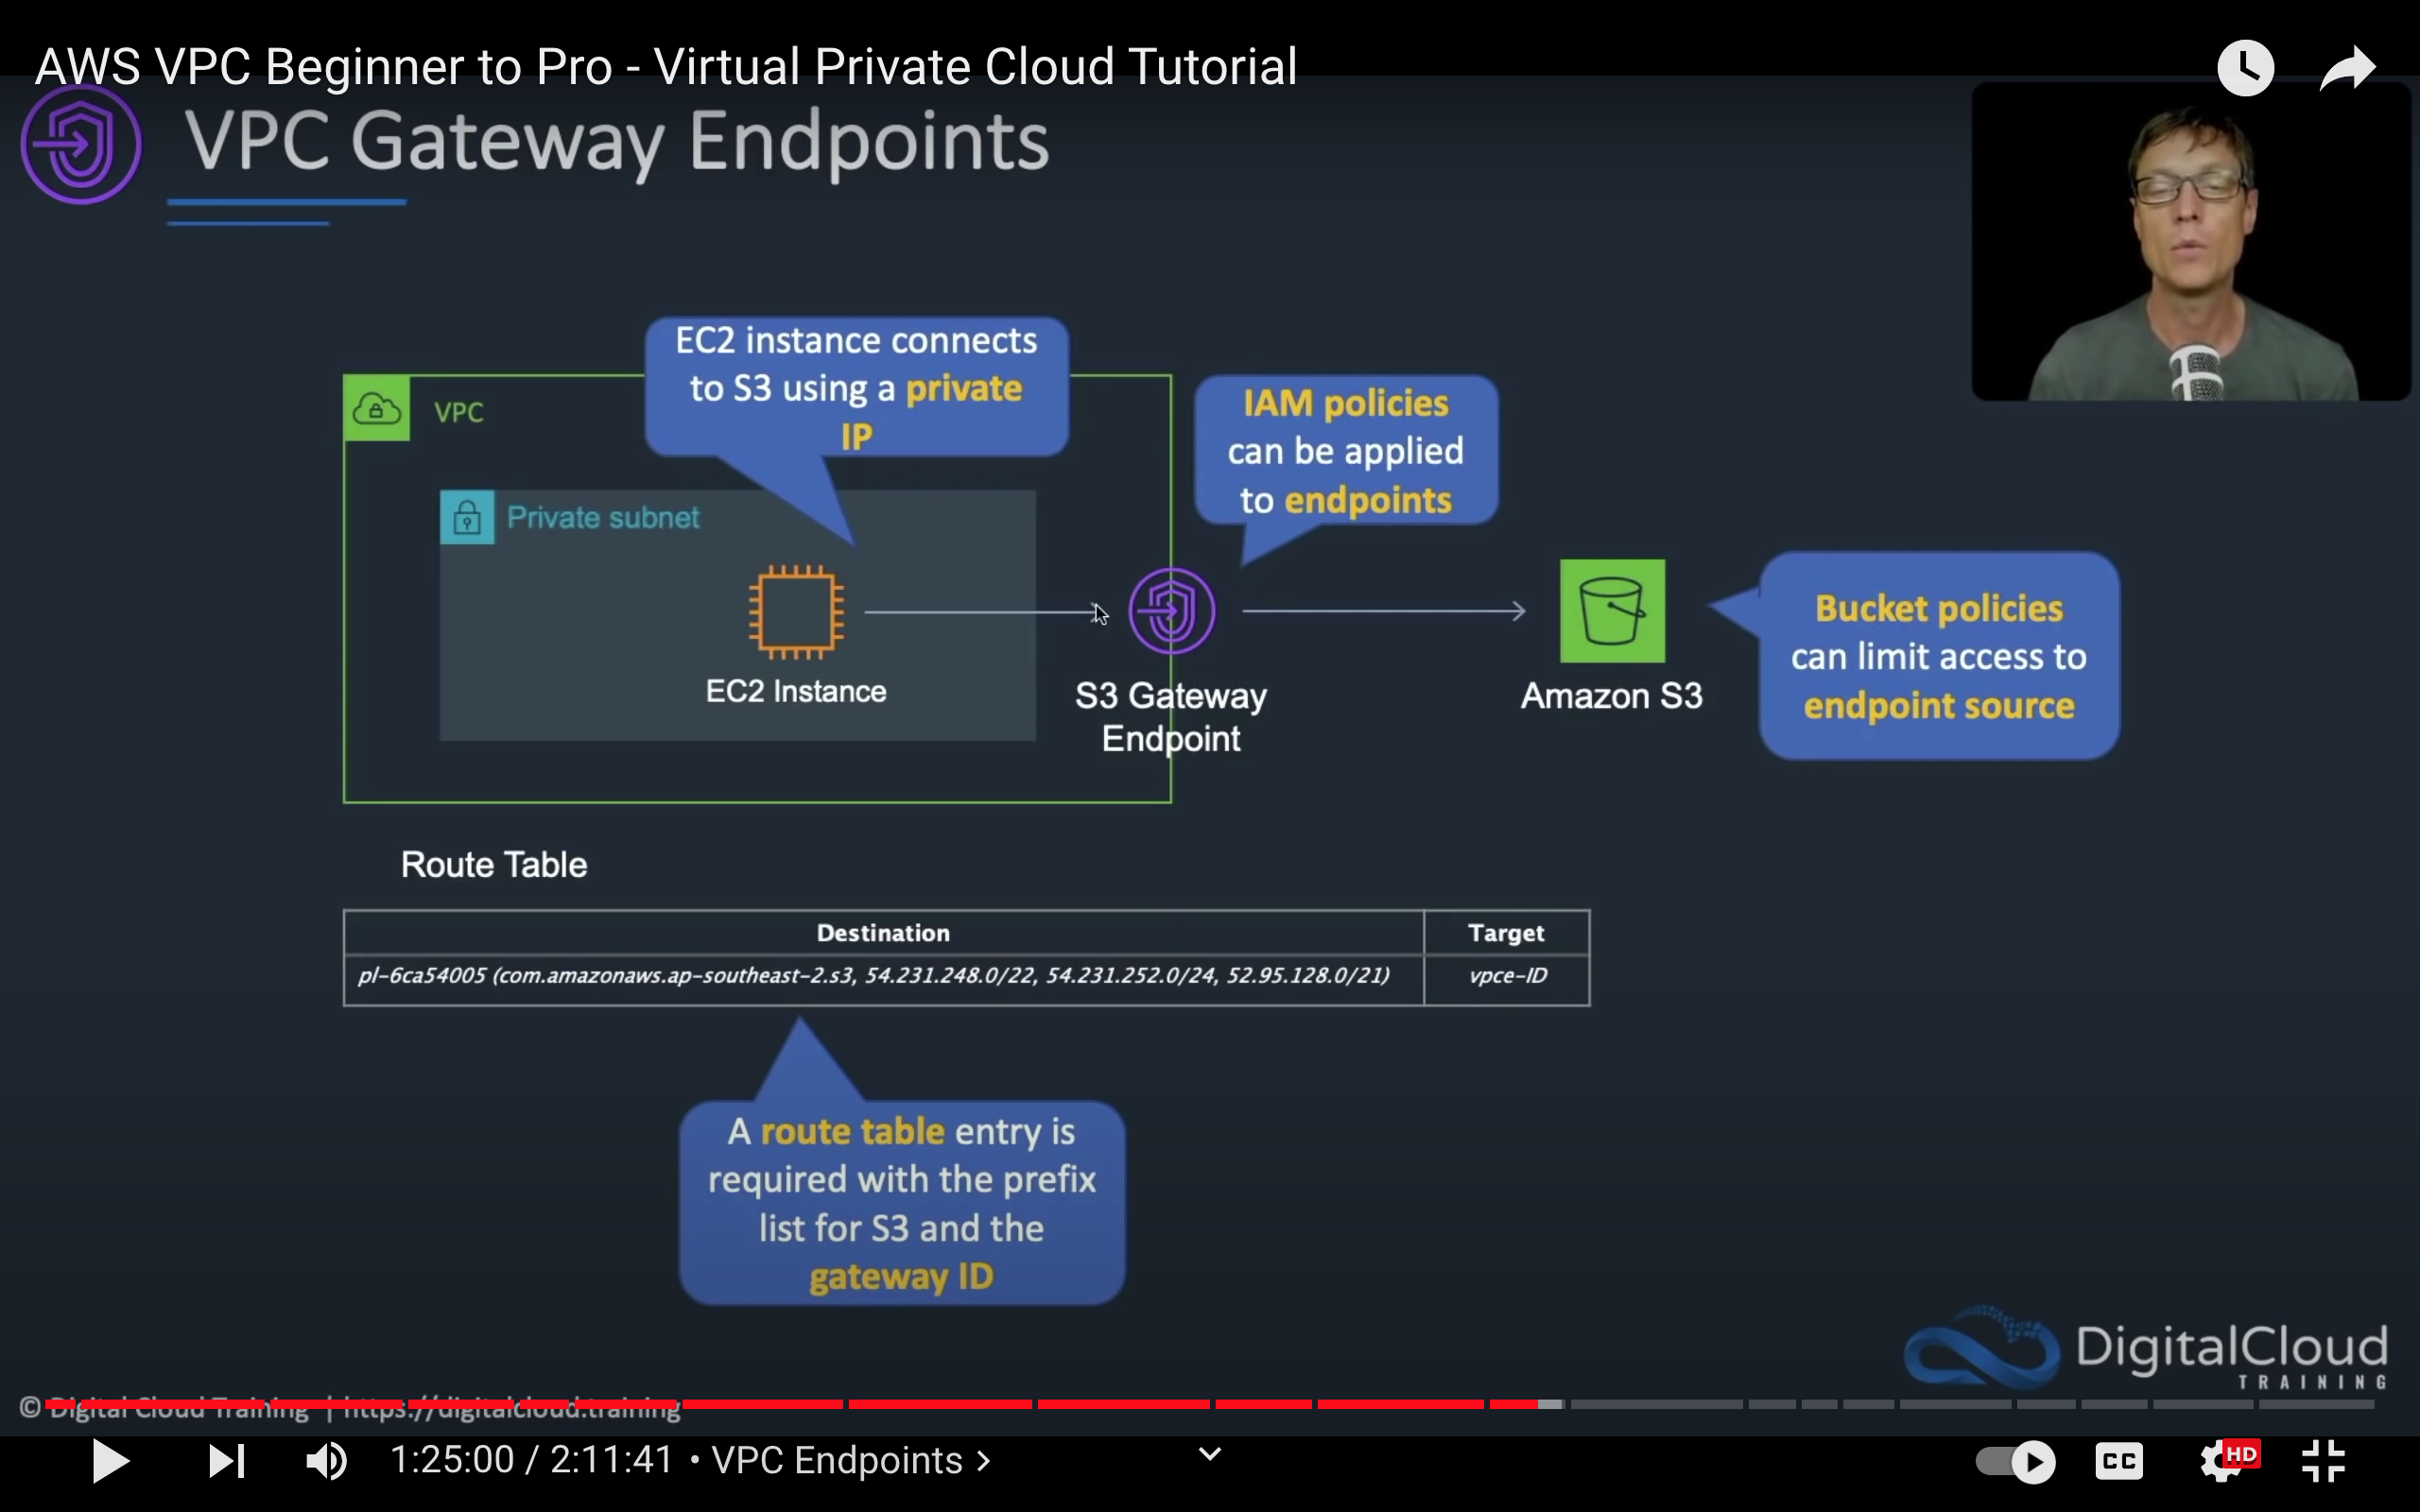 AWS VPC Beginner to Pro - Virtual Private Cloud Tutorial
VPC Gateway Endpoints
EC2 instance connects
to S3 using a private
IP
IAM policies
can be applied
to endpoints
VPC
Private subnet
Bucket policies
can limit access to
endpoint source
EC2 Instance
S3 Gateway
Endpoint
Amazon S3
Route Table
Destination Target
pl-6ca54005 (com.amazonaws.ap-southeast-2.s3, 54.231.248.0/22, 54.231.252.0/24, 52.95.128.0/21) vpce-ID
A route table entry is
required with the prefix
list for S3 and the
gateway ID
DigitalCloud
TRAINING
© Digital Cloud Training | https://digitalcloud.training
1:25:00 / 2:11:41 • VPC Endpoints ›
CC
HD